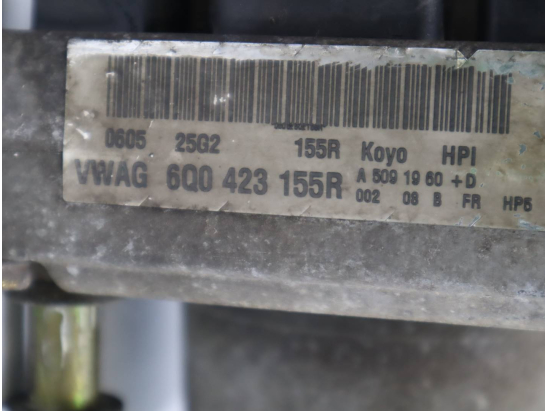 0605 25G2 155R Koyo HPI
VWAG 6Q0 423 155R A 509 19 60 +D
002 08 B FR HP5